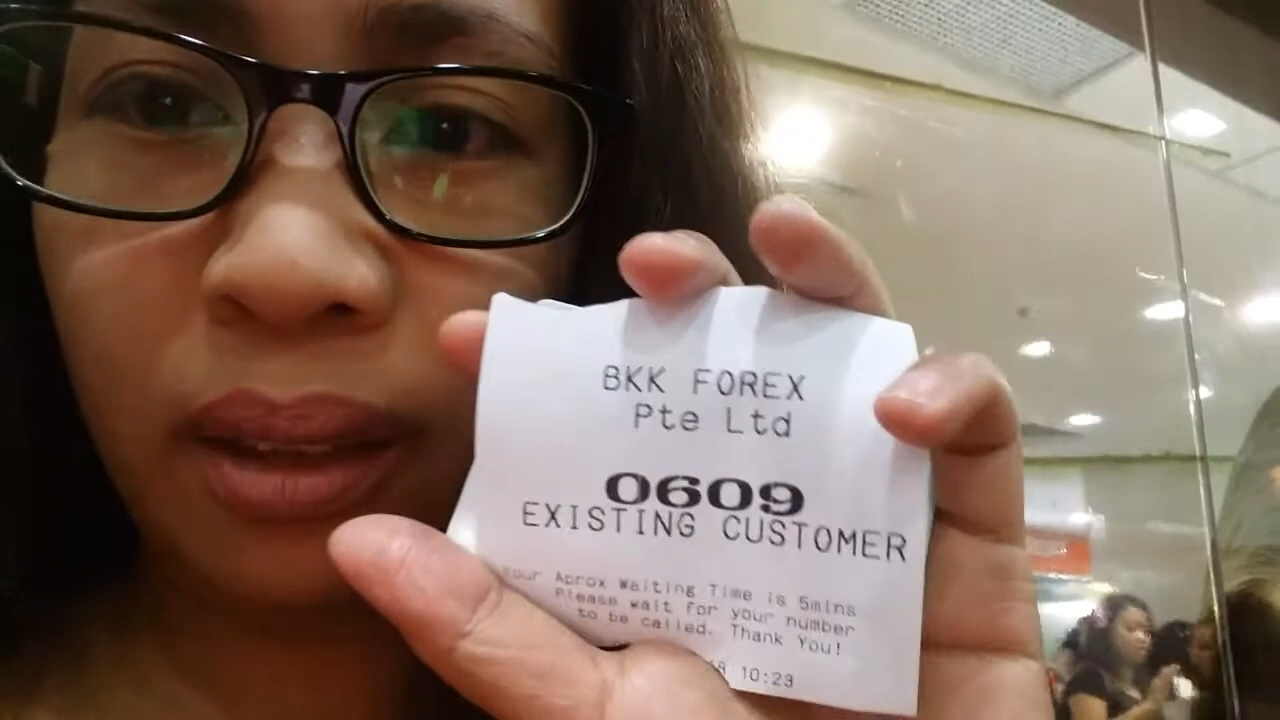 BKK FOREX
Pte Ltd
0609
EXISTING CUSTOMER
Your Aprox Waiting Time is 5mins
Please wait for your number
to be called. Thank You!
10:23